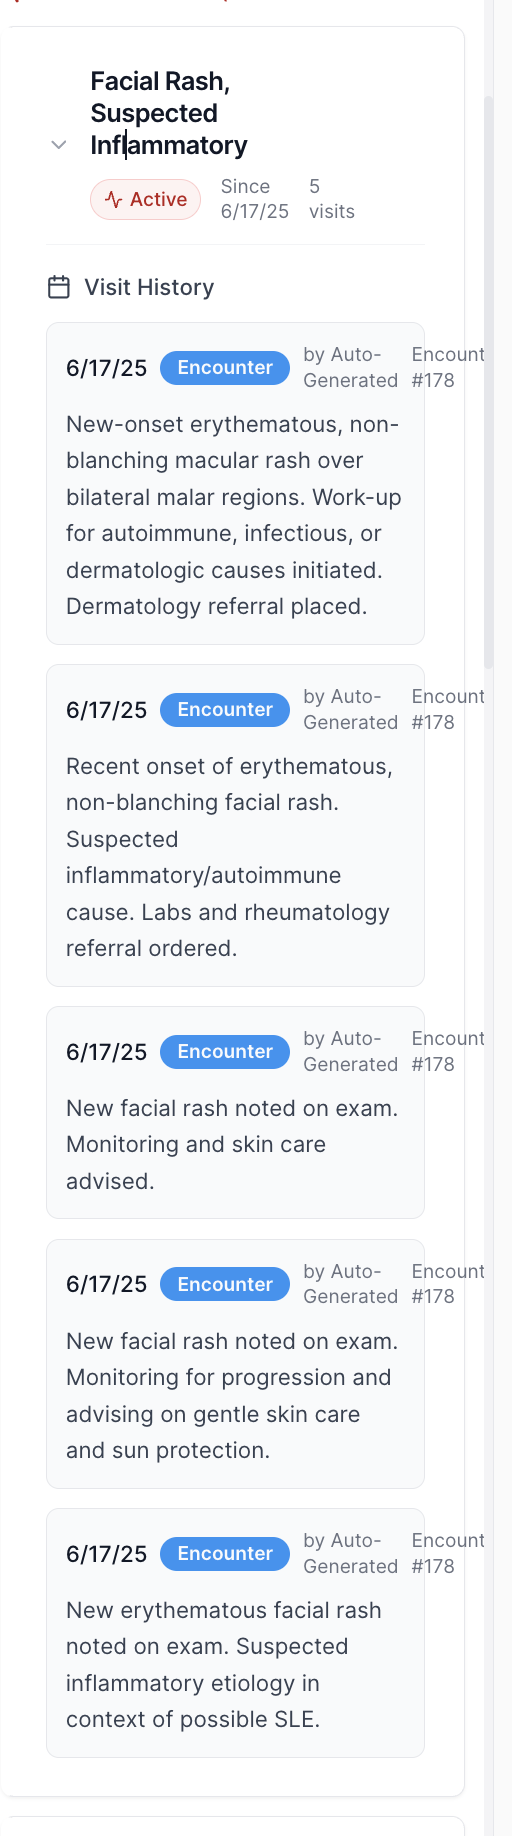 Facial Rash,
Suspected
Inflammatory
Active
Since
6/17/25
5
visits
Visit History
6/17/25
Encounter
by Auto-
Generated
Encount
#178
New-onset erythematous, non-
blanching macular rash over
bilateral malar regions. Work-up
for autoimmune, infectious, or
dermatologic causes initiated.
Dermatology referral placed.
6/17/25
Encounter
by Auto-
Generated
Encount
#178
Recent onset of erythematous,
non-blanching facial rash.
Suspected
inflammatory/autoimmune
cause. Labs and rheumatology
referral ordered.
6/17/25
Encounter
by Auto-
Generated
Encount
#178
New facial rash noted on exam.
Monitoring and skin care
advised.
6/17/25
Encounter
by Auto-
Generated
Encount
#178
New facial rash noted on exam.
Monitoring for progression and
advising on gentle skin care
and sun protection.
6/17/25
Encounter
by Auto-
Generated
Encount
#178
New erythematous facial rash
noted on exam. Suspected
inflammatory etiology in
context of possible SLE.